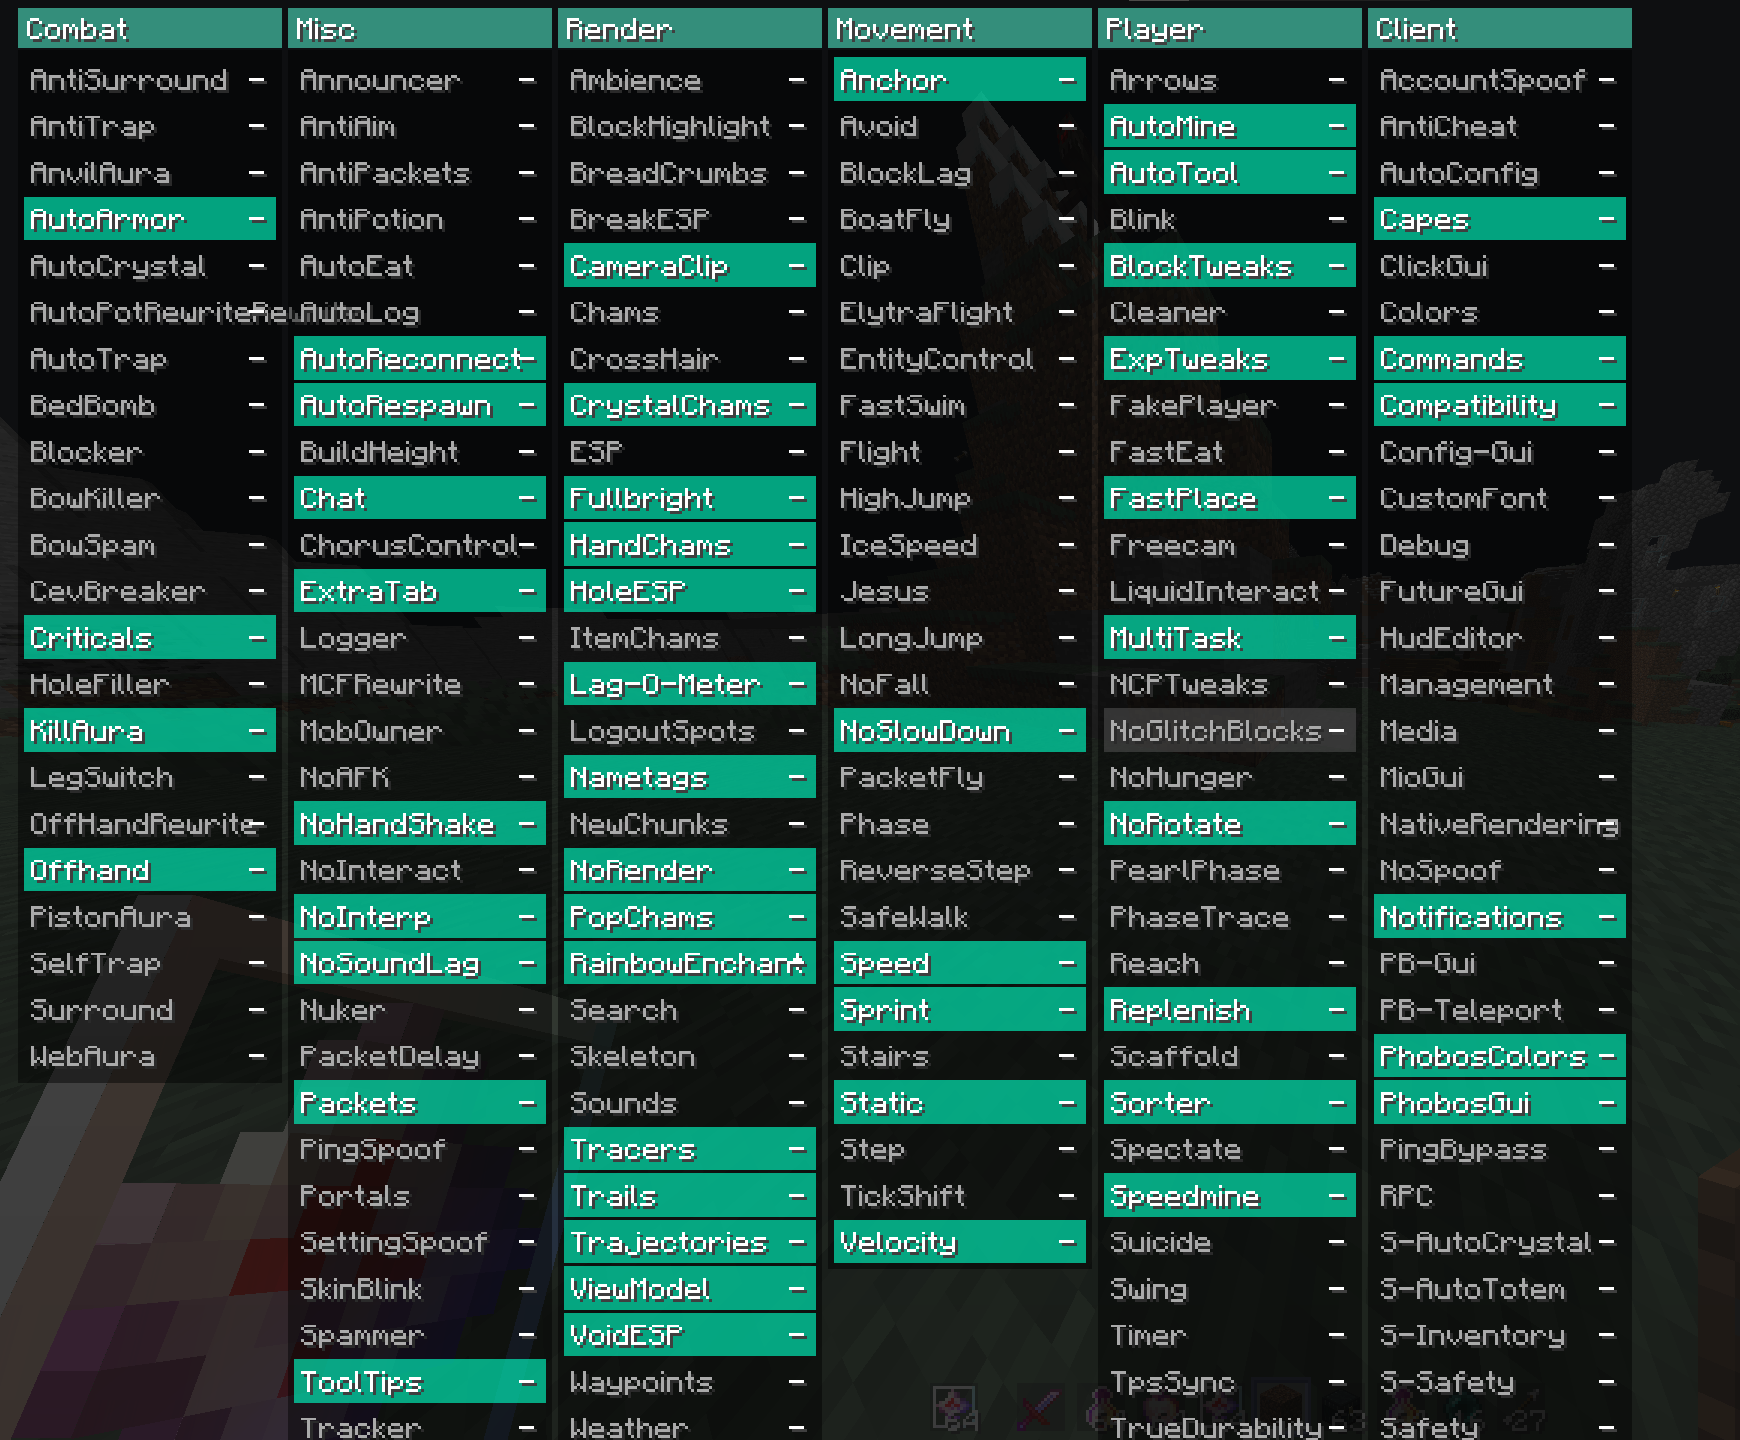 Combat
AntiSurround
AntiTrap
AnvilAura
AutoArmor
AutoCrystal
AutoTrap
BedBomb
Blocker
BowKiller
BowSpam
CevBreaker
Criticals
HoleFiller
KillAura
LegSwitch
OffHandRewrite
Offhand
PistonAura
SelfTrap
Surround
WebAura
Misc
Announcer
AntiAim
AntiPackets
AntiPotion
AutoEat
AutoLog
AutoReconnect
AutoRespawn
BuildHeight
Chat
ChorusControl
ExtraTab
Logger
MCFRewrite
MobOwner
NoAFK
NoHandShake
NoInteract
NoInterp
NoSoundLag
Nuker
PacketDelay
Packets
PingSpoof
Portals
SettingSpoof
SkinBlink
Spammer
ToolTips
Tracker
Render
Ambience
BlockHighlight
BreadCrumbs
BreakESP
CameraClip
Chams
CrossHair
CrystalChams
ESP
Fullbright
HandChams
HoleESP
ItemChams
Lag-O-Meter
LogoutSpots
Nametags
NewChunks
NoRender
PopChams
RainbowEnchant
Search
Skeleton
Sounds
Tracers
Trails
Trajectories
ViewModel
VoidESP
Waypoints
Weather
Movement
Anchor
Avoid
BlockLag
BoatFly
Clip
ElytraFlight
EntityControl
FastSwim
Flight
HighJump
IceSpeed
Jesus
LongJump
NoFall
NoSlowDown
PacketFly
Phase
ReverseStep
SafeWalk
Speed
Sprint
Stairs
Static
Step
TickShift
Velocity
Player
Arrows
AutoMine
AutoTool
Blink
BlockTweaks
Cleaner
ExpTweaks
FakePlayer
FastEat
FastPlace
Freecam
LiquidInteract
MultiTask
NCPTweaks
NoGlitchBlocks
NoHunger
NoRotate
PearlPhase
PhaseTrace
Reach
Replenish
Scaffold
Sorter
Spectate
Speedmine
Suicide
Swing
Timer
TpsSync
TrueDurability
Client
AccountSpoof
AntiCheat
AutoConfig
Capes
ClickGui
Colors
Commands
Compatibility
Config-Gui
CustomFont
Debug
FutureGui
HudEditor
Management
Media
MioGui
NativeRendering
NoSpoof
Notifications
PB-Gui
PB-Teleport
PhobosColors
PhobosGui
PingBypass
RPC
S-AutoCrystal
S-AutoTotem
S-Inventory
S-Safety
Safety
64
63
27